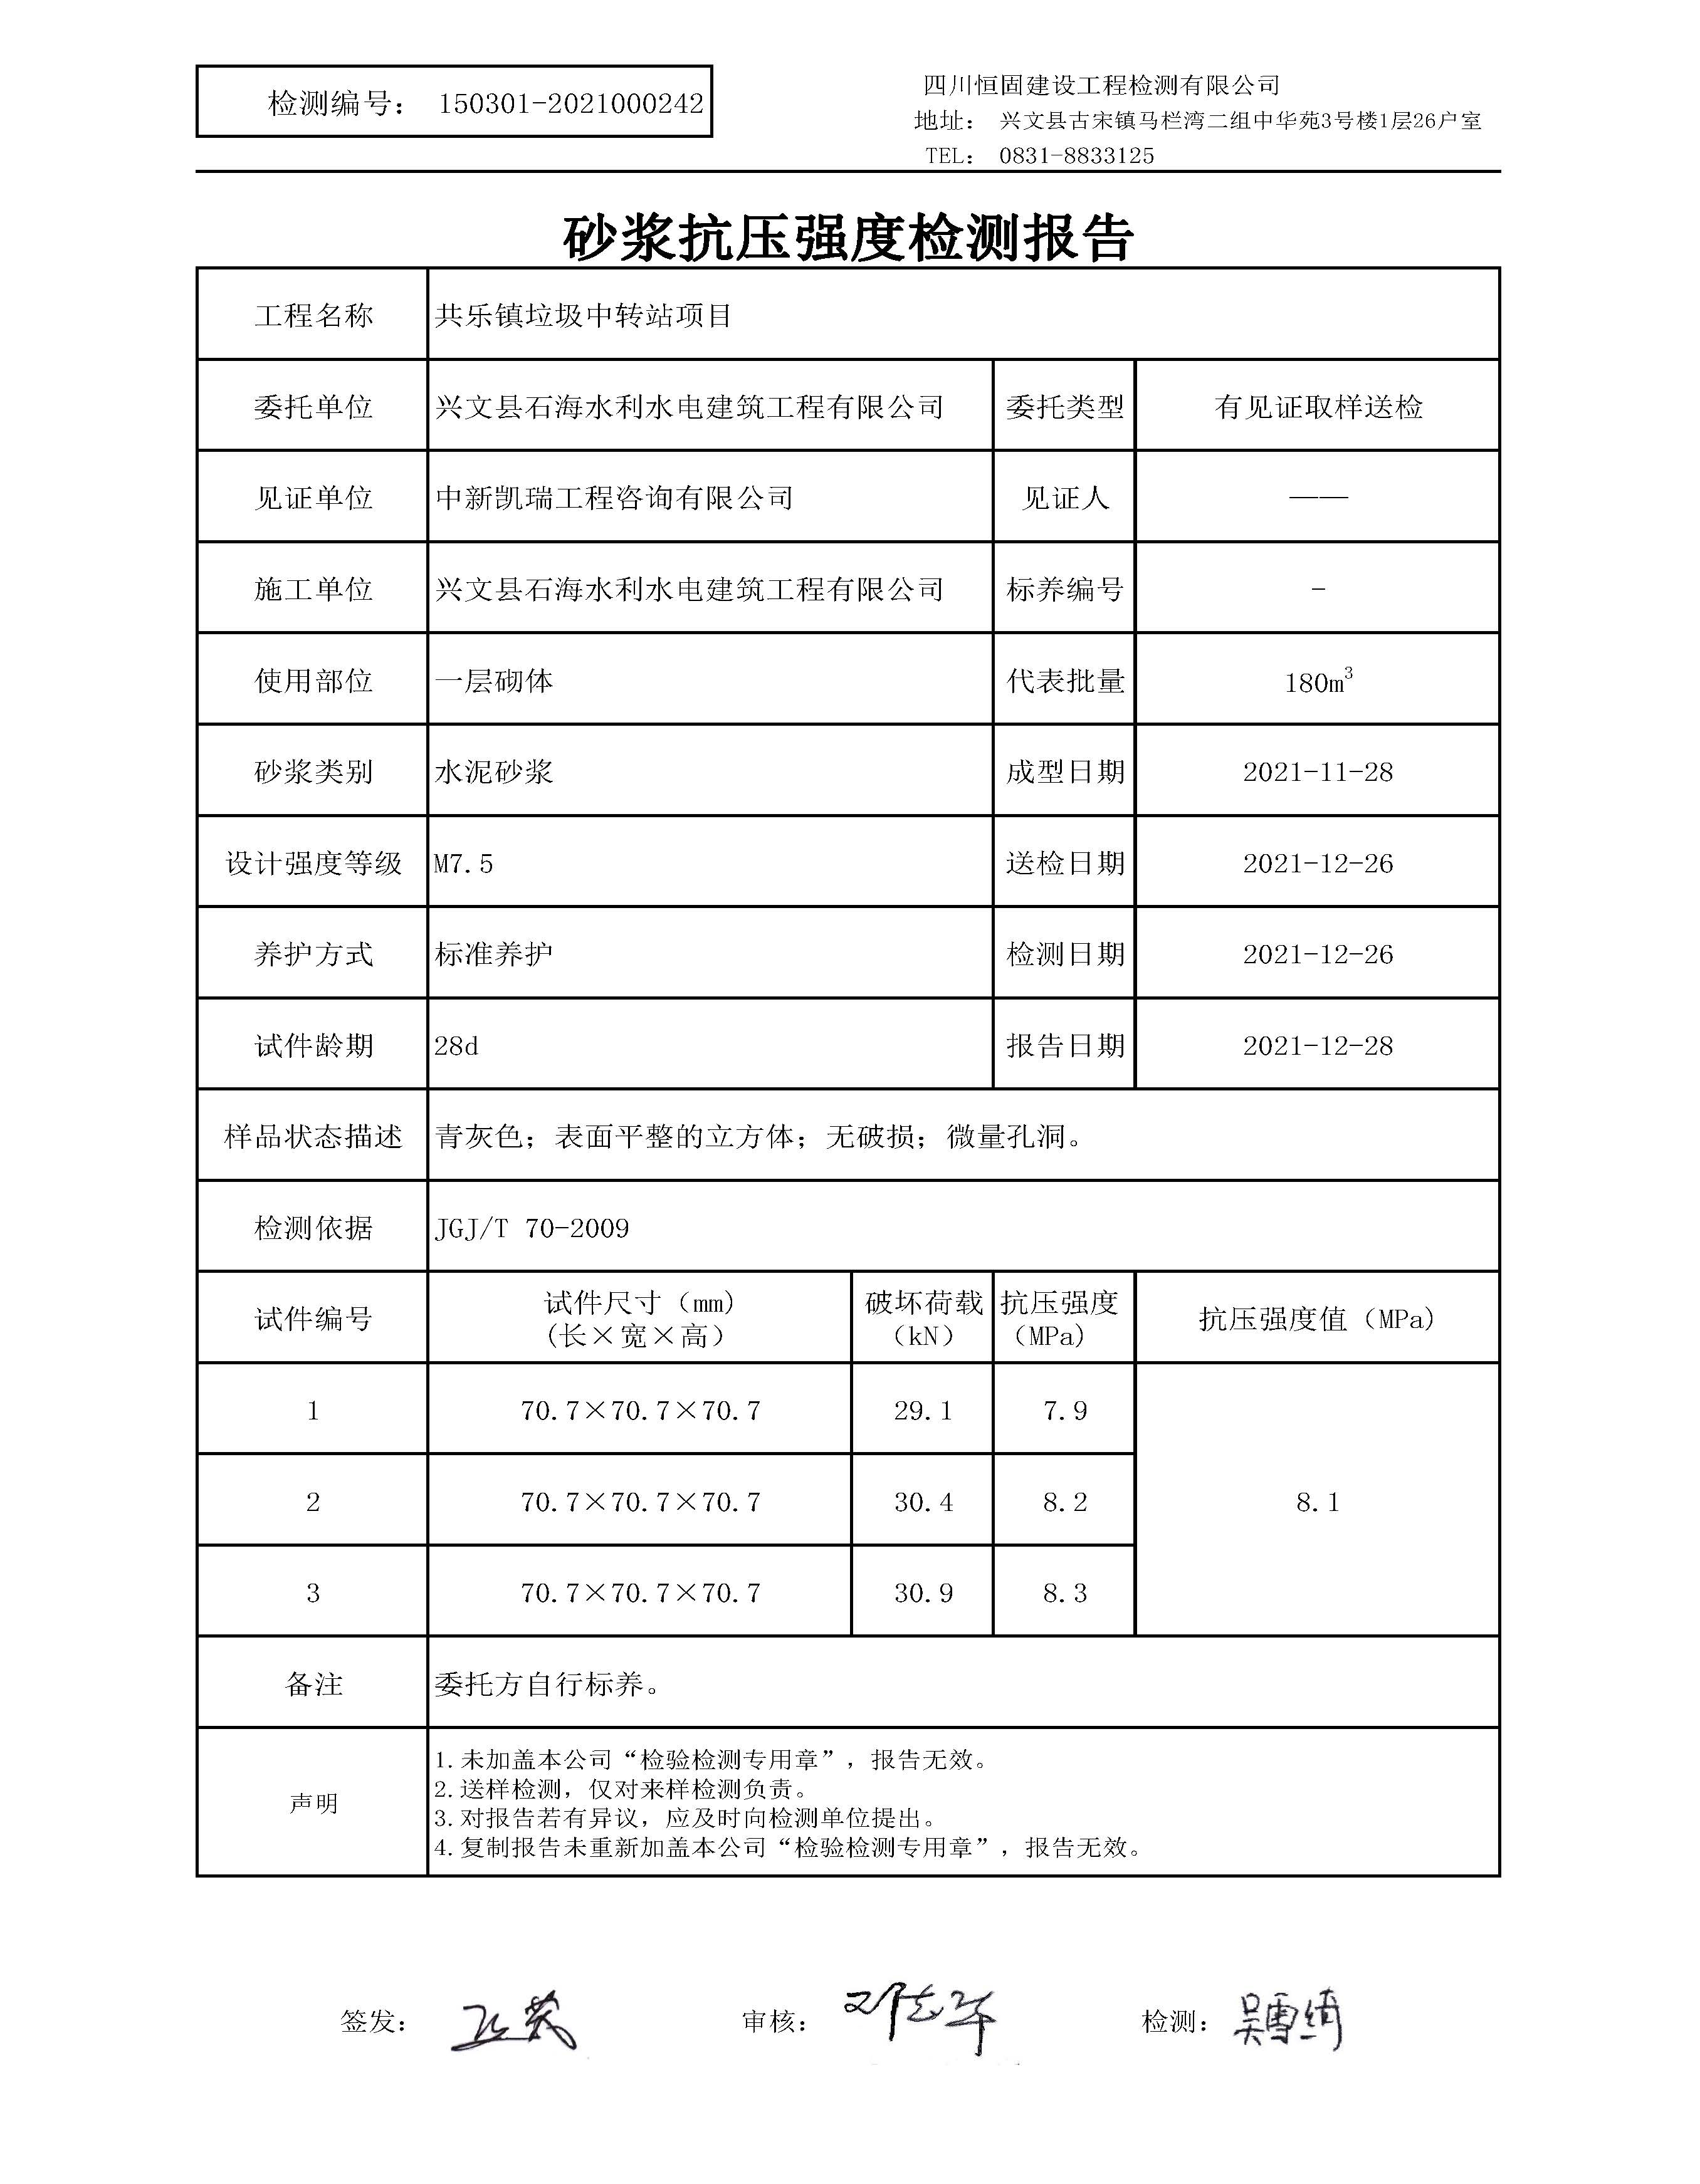 检测编号： 150301-2021000242
四川恒固建设工程检测有限公司
地址： 兴文县古宋镇马栏湾二组中华苑3号楼1层26户室
TEL： 0831-8833125
砂浆抗压强度检测报告
工程名称 共乐镇垃圾中转站项目
委托单位 兴文县石海水利水电建筑工程有限公司 委托类型 有见证取样送检
见证单位 中新凯瑞工程咨询有限公司 见证人 ——
施工单位 兴文县石海水利水电建筑工程有限公司 标养编号 -
使用部位 一层砌体 代表批量 180m³
砂浆类别 水泥砂浆 成型日期 2021-11-28
设计强度等级 M7.5 送检日期 2021-12-26
养护方式 标准养护 检测日期 2021-12-26
试件龄期 28d 报告日期 2021-12-28
样品状态描述 青灰色；表面平整的立方体；无破损；微量孔洞。
检测依据 JGJ/T 70-2009
试件编号 试件尺寸（mm） (长×宽×高） 破坏荷载 （kN） 抗压强度 （MPa） 抗压强度值（MPa）
1 70.7×70.7×70.7 29.1 7.9
2 70.7×70.7×70.7 30.4 8.2 8.1
3 70.7×70.7×70.7 30.9 8.3
备注 委托方自行标养。
声明
1.未加盖本公司“检验检测专用章”，报告无效。
2.送样检测，仅对来样检测负责。
3.对报告若有异议，应及时向检测单位提出。
4.复制报告未重新加盖本公司“检验检测专用章”，报告无效。
签发： 审核： 检测：吴雪绮